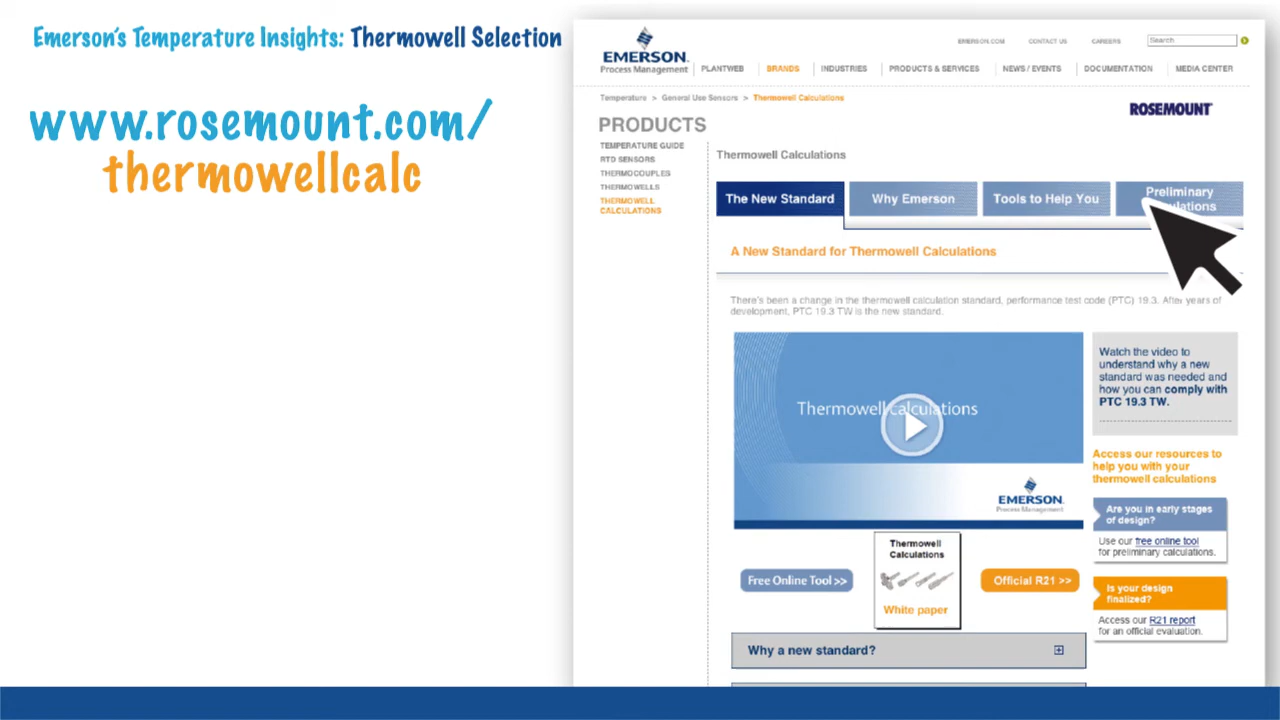 Emerson's Temperature Insights: Thermowell Selection
www.rosemount.com/
thermowellcalc
EMERSON.
Process Management
EMERSON.COM
CONTACT US
CAREERS
Search
PLANTWEB
BRANDS
INDUSTRIES
PRODUCTS & SERVICES
NEWS / EVENTS
DOCUMENTATION
MEDIA CENTER
Temperature > General Use Sensors > Thermowell Calculations
ROSEMOUNT
PRODUCTS
TEMPERATURE GUIDE
RTD SENSORS
THERMOCOUPLES
THERMOWELLS
THERMOWELL
CALCULATIONS
Thermowell Calculations
The New Standard
Why Emerson
Tools to Help You
Preliminary
A New Standard for Thermowell Calculations
There's been a change in the thermowell calculation standard, performance test code (PTC) 19.3. After years of
development, PTC 19.3 TW is the new standard.
Thermowell calculations
EMERSON.
Process Management
Watch the video to
understand why a new
standard was needed and
how you can comply with
PTC 19.3 TW.
Access our resources to
help you with your
thermowell calculations
Are you in early stages
of design?
Use our free online tool
for preliminary calculations.
Is your design
finalized?
Access our R21 report
for an official evaluation.
Free Online Tool >>
Thermowell
Calculations
White paper
Official R21 >>
Why a new standard?